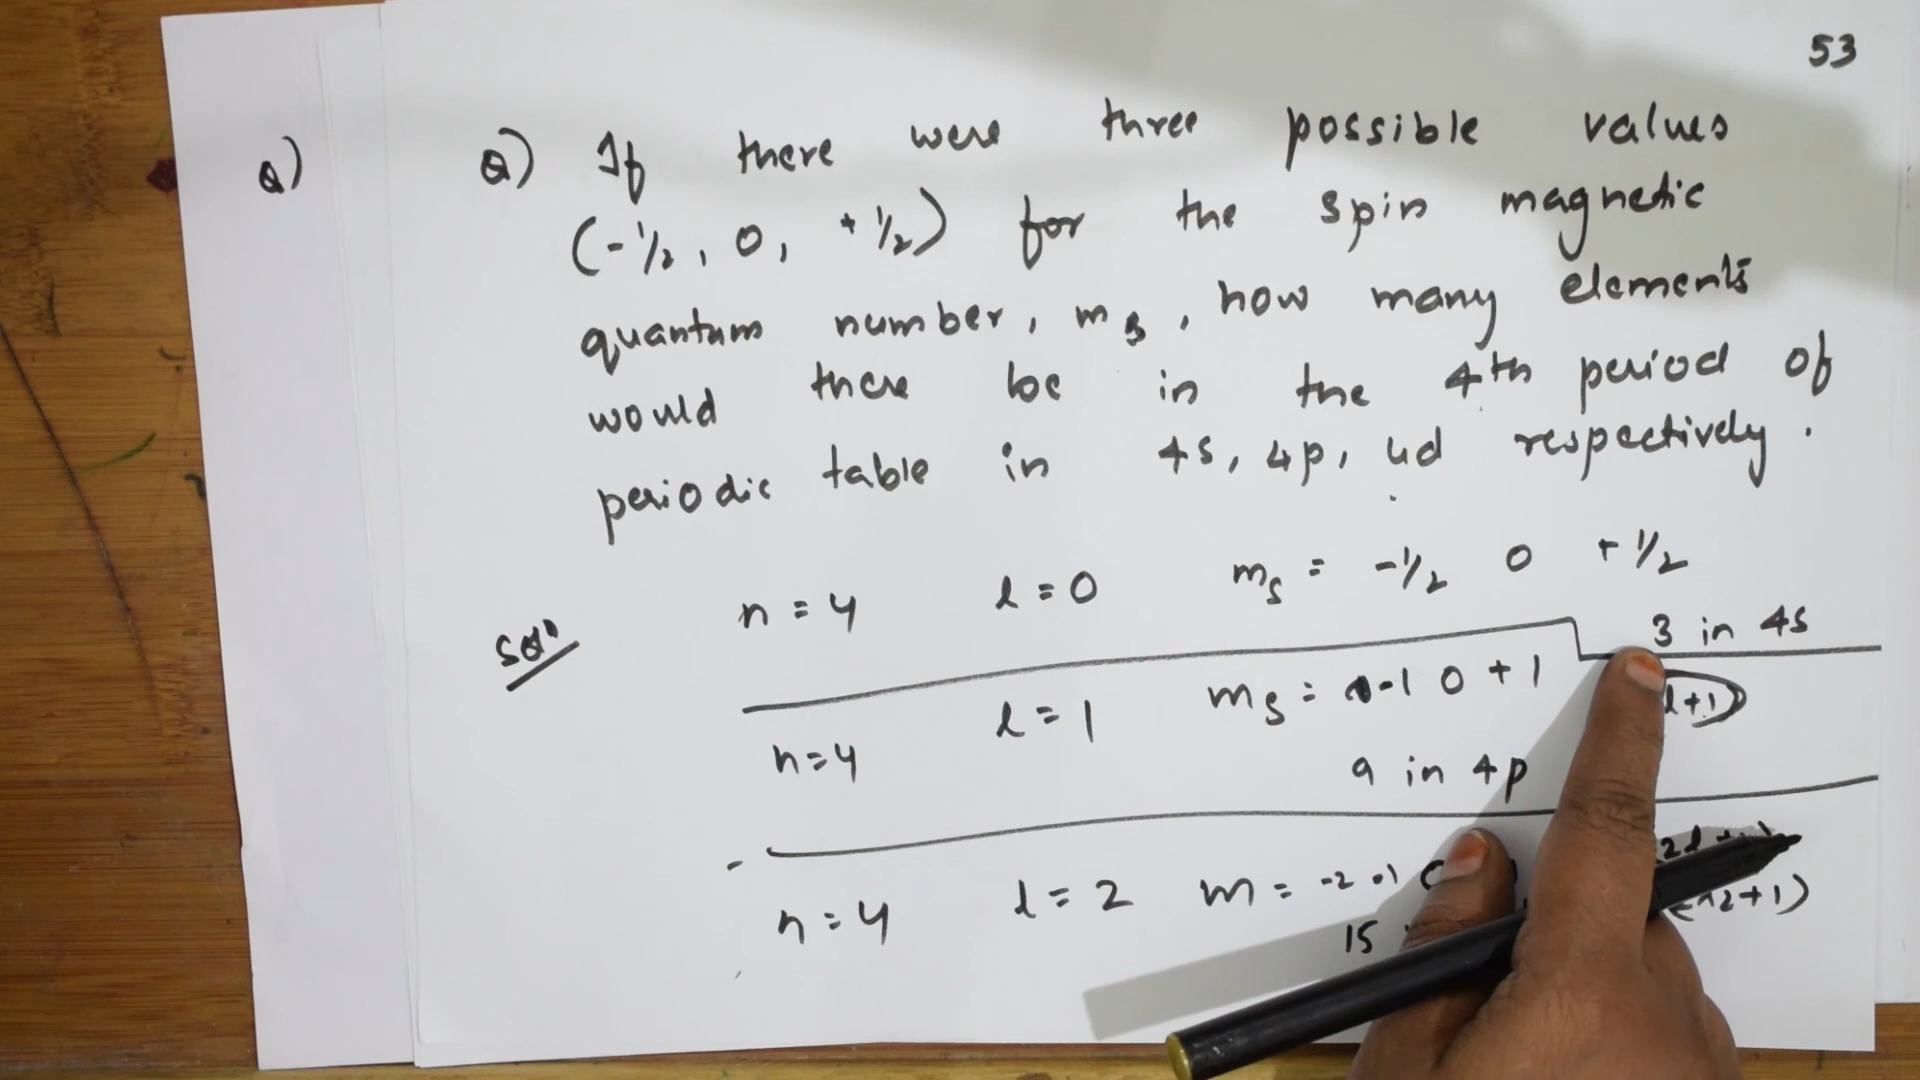 53
Q)
Q) If there were three possible values
(-1/2, 0, +1/2) for the spin magnetic
quantum number, ms, how many elements
would there be in the 4th period of
periodic table in 4s, 4p, 4d respectively.
Soln
n = 4 l = 0 ms = -1/2 0 +1/2
3 in 4s
n = 4 l = 1 ms = -1 0 +1 l+1)
9 in 4p
n = 4 l = 2 m = -2 -1
15